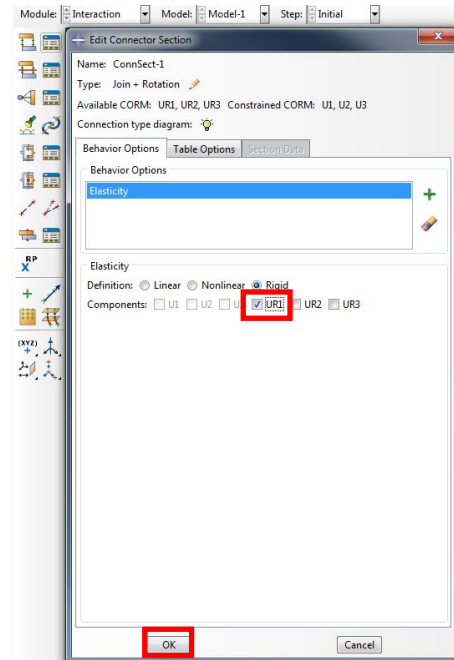 Module: Interaction Model: Model-1 Step: Initial
Edit Connector Section
Name: ConnSect-1
Type: Join + Rotation
Available CORM: UR1, UR2, UR3 Constrained CORM: U1, U2, U3
Connection type diagram:
Behavior Options Table Options Section Data
Behavior Options
Elasticity
Elasticity
Definition: Linear Nonlinear Rigid
Components: U1 U2 UR1 UR2 UR3
RP
(XYZ)
OK Cancel